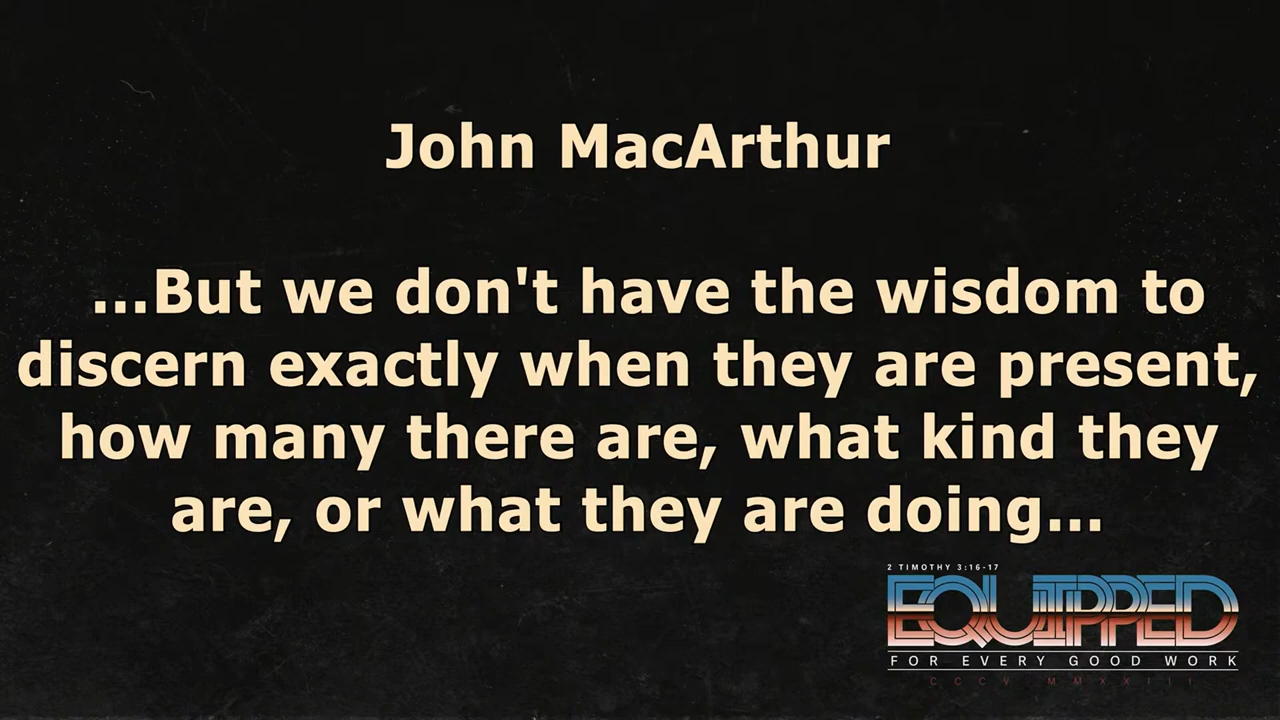 John MacArthur
...But we don't have the wisdom to
discern exactly when they are present,
how many there are, what kind they
are, or what they are doing...
2 TIMOTHY 3:16-17
EQUIPPED
FOR EVERY GOOD WORK
CCCV MMXXIII